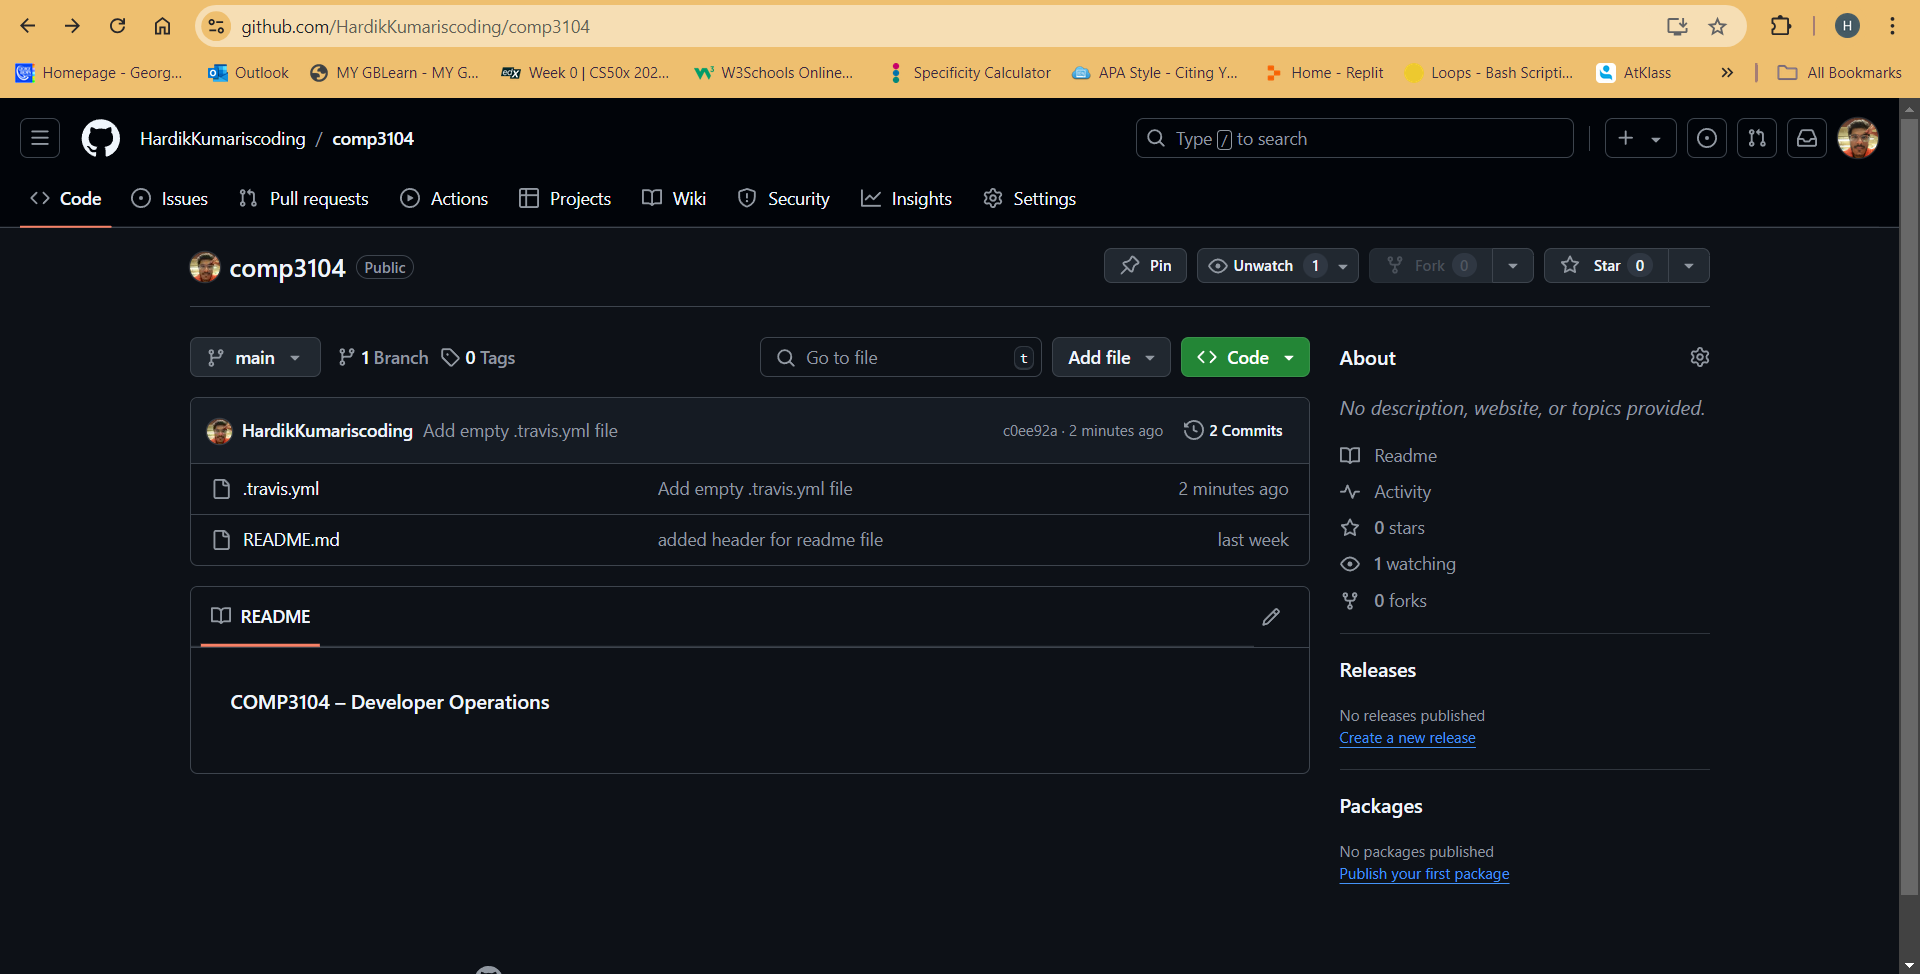 github.com/HardikKumariscoding/comp3104
H
Homepage - Georg... Outlook MY GBLearn - MY G... edX Week 0 | CS50x 202... W3Schools Online... Specificity Calculator APA Style - Citing Y... Home - Replit Loops - Bash Scripti... AtKlass » All Bookmarks
HardikKumariscoding / comp3104
Type / to search
Code Issues Pull requests Actions Projects Wiki Security Insights Settings
comp3104 Public
Pin Unwatch 1 Fork 0 Star 0
main 1 Branch 0 Tags Go to file t Add file Code
About
No description, website, or topics provided.
HardikKumariscoding Add empty .travis.yml file c0ee92a · 2 minutes ago 2 Commits
.travis.yml Add empty .travis.yml file 2 minutes ago
README.md added header for readme file last week
README
COMP3104 – Developer Operations
Readme
Activity
0 stars
1 watching
0 forks
Releases
No releases published
Create a new release
Packages
No packages published
Publish your first package